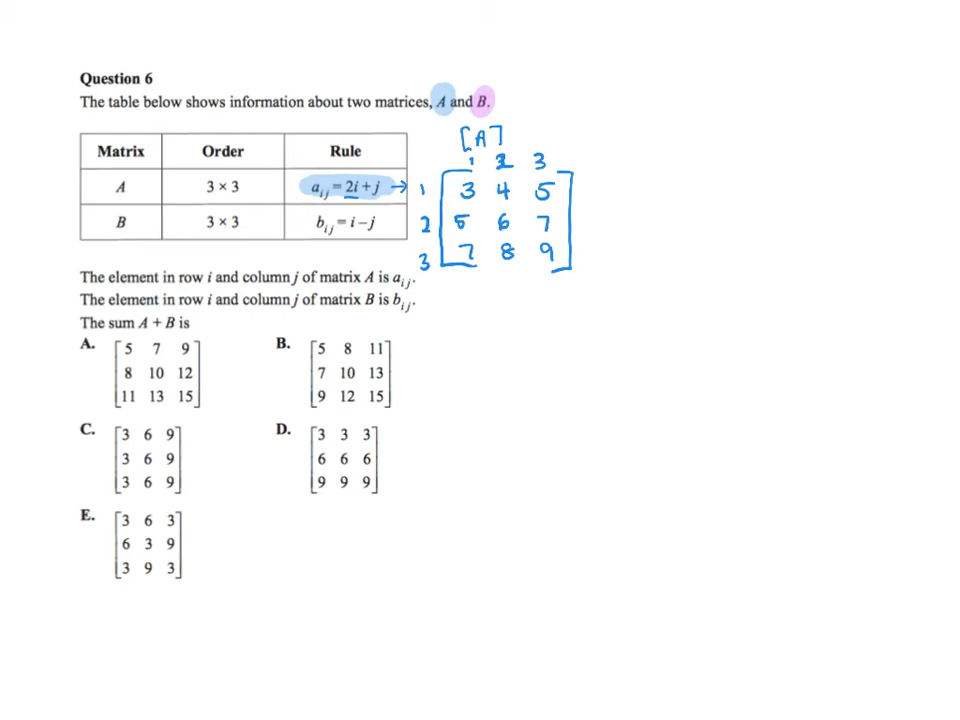 Question 6
The table below shows information about two matrices, A and B.
[A]
1 2 3
Matrix Order Rule
A 3 × 3 aij = 2i + j → 1 3 4 5
B 3 × 3 bij = i – j 2 5 6 7
3 7 8 9
The element in row i and column j of matrix A is aij.
The element in row i and column j of matrix B is bij.
The sum A + B is
A. 5 7 9
8 10 12
11 13 15
B. 5 8 11
7 10 13
9 12 15
C. 3 6 9
3 6 9
3 6 9
D. 3 3 3
6 6 6
9 9 9
E. 3 6 3
6 3 9
3 9 3